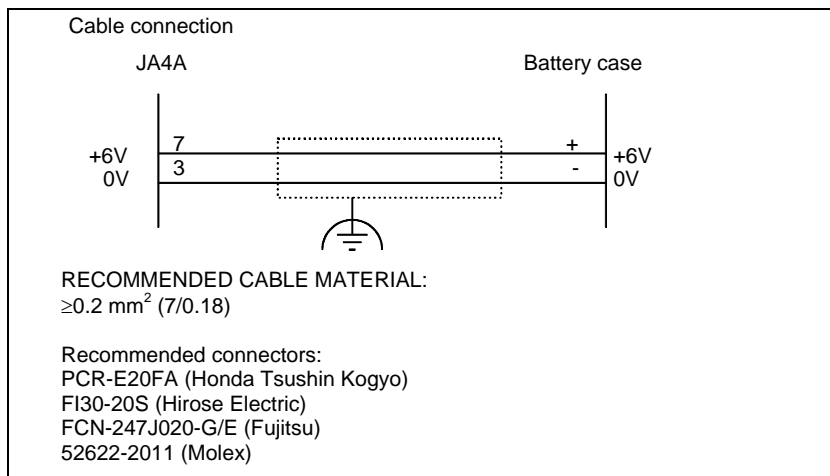 Cable connection
JA4A Battery case
7 +
+6V +6V
3 -
0V 0V
RECOMMENDED CABLE MATERIAL:
≥0.2 mm² (7/0.18)
Recommended connectors:
PCR-E20FA (Honda Tsushin Kogyo)
FI30-20S (Hirose Electric)
FCN-247J020-G/E (Fujitsu)
52622-2011 (Molex)